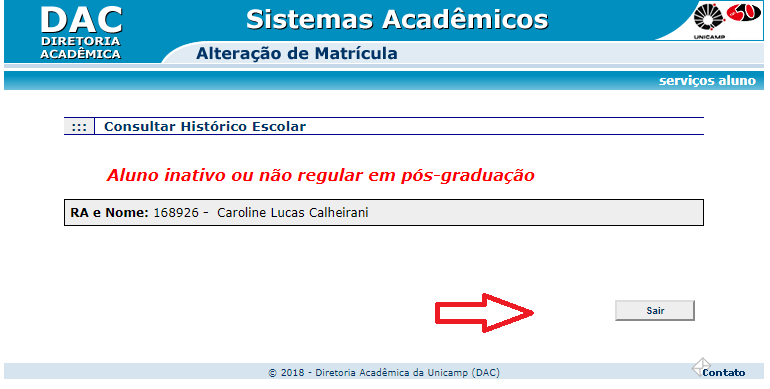 DAC
DIRETORIA
ACADÊMICA
Sistemas Acadêmicos
UNICAMP
50
Alteração de Matrícula
serviços aluno
::: Consultar Histórico Escolar
Aluno inativo ou não regular em pós-graduação
RA e Nome: 168926 - Caroline Lucas Calheirani
Sair
© 2018 - Diretoria Acadêmica da Unicamp (DAC)
Contato